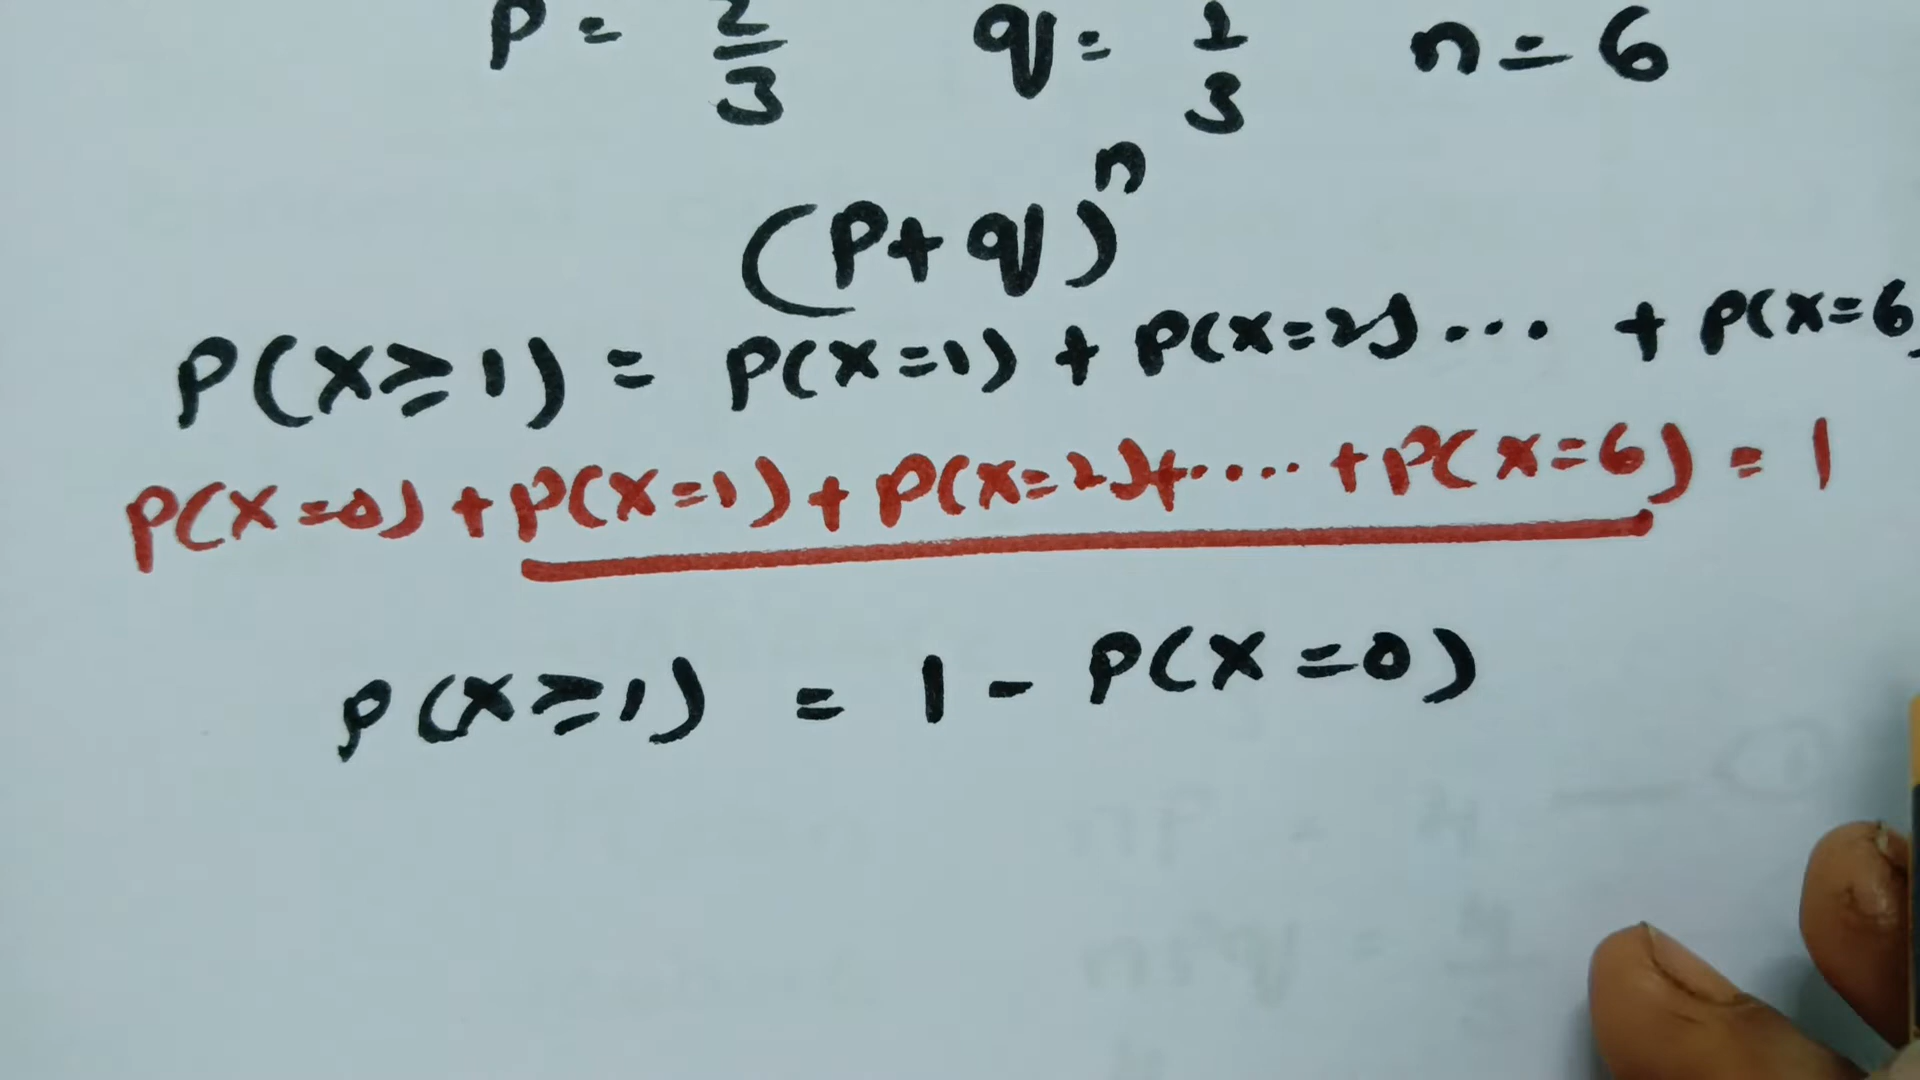 p = 2/3 q = 1/3 n = 6
(p+q)^n
P(X≥1) = P(X=1) + P(X=2) ... + P(X=6
P(X=0) + P(X=1) + P(X=2) + .... + P(X=6) = 1
P(X≥1) = 1 - P(X=0)